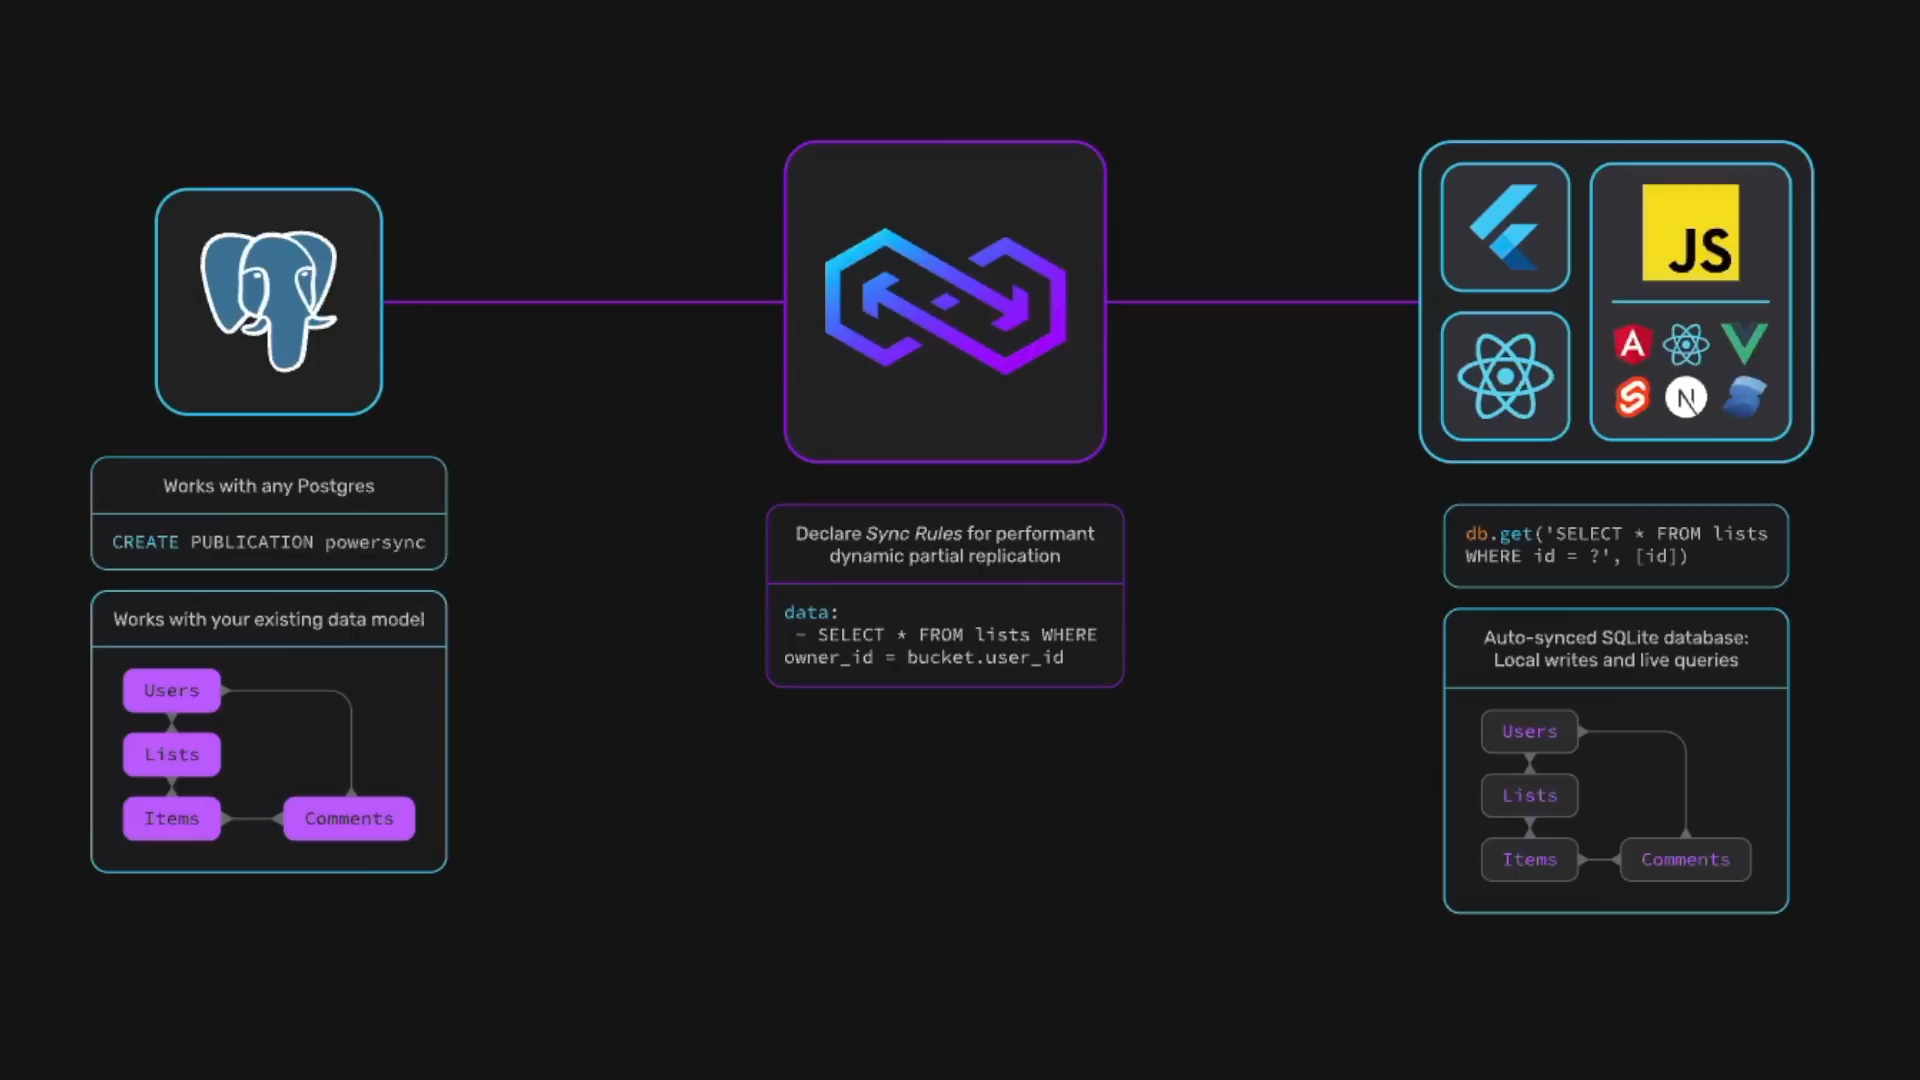 JS
A
N
Works with any Postgres
CREATE PUBLICATION powersync
Works with your existing data model
Users
Lists
Items
Comments
Declare Sync Rules for performant
dynamic partial replication
data:
- SELECT * FROM lists WHERE
owner_id = bucket.user_id
db.get('SELECT * FROM lists
WHERE id = ?', [id])
Auto-synced SQLite database:
Local writes and live queries
Users
Lists
Items
Comments